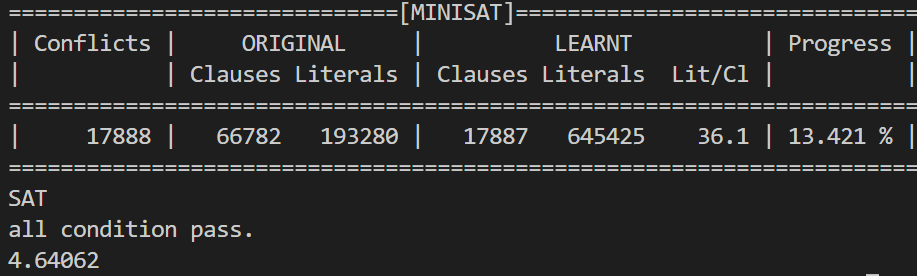 ==============================[MINISAT]===============================
| Conflicts |     ORIGINAL     |          LEARNT          | Progress |
|           | Clauses Literals | Clauses Literals  Lit/Cl |          |
======================================================================
|     17888 |   66782   193280 |   17887   645425    36.1 | 13.421 % |
======================================================================
SAT
all condition pass.
4.64062